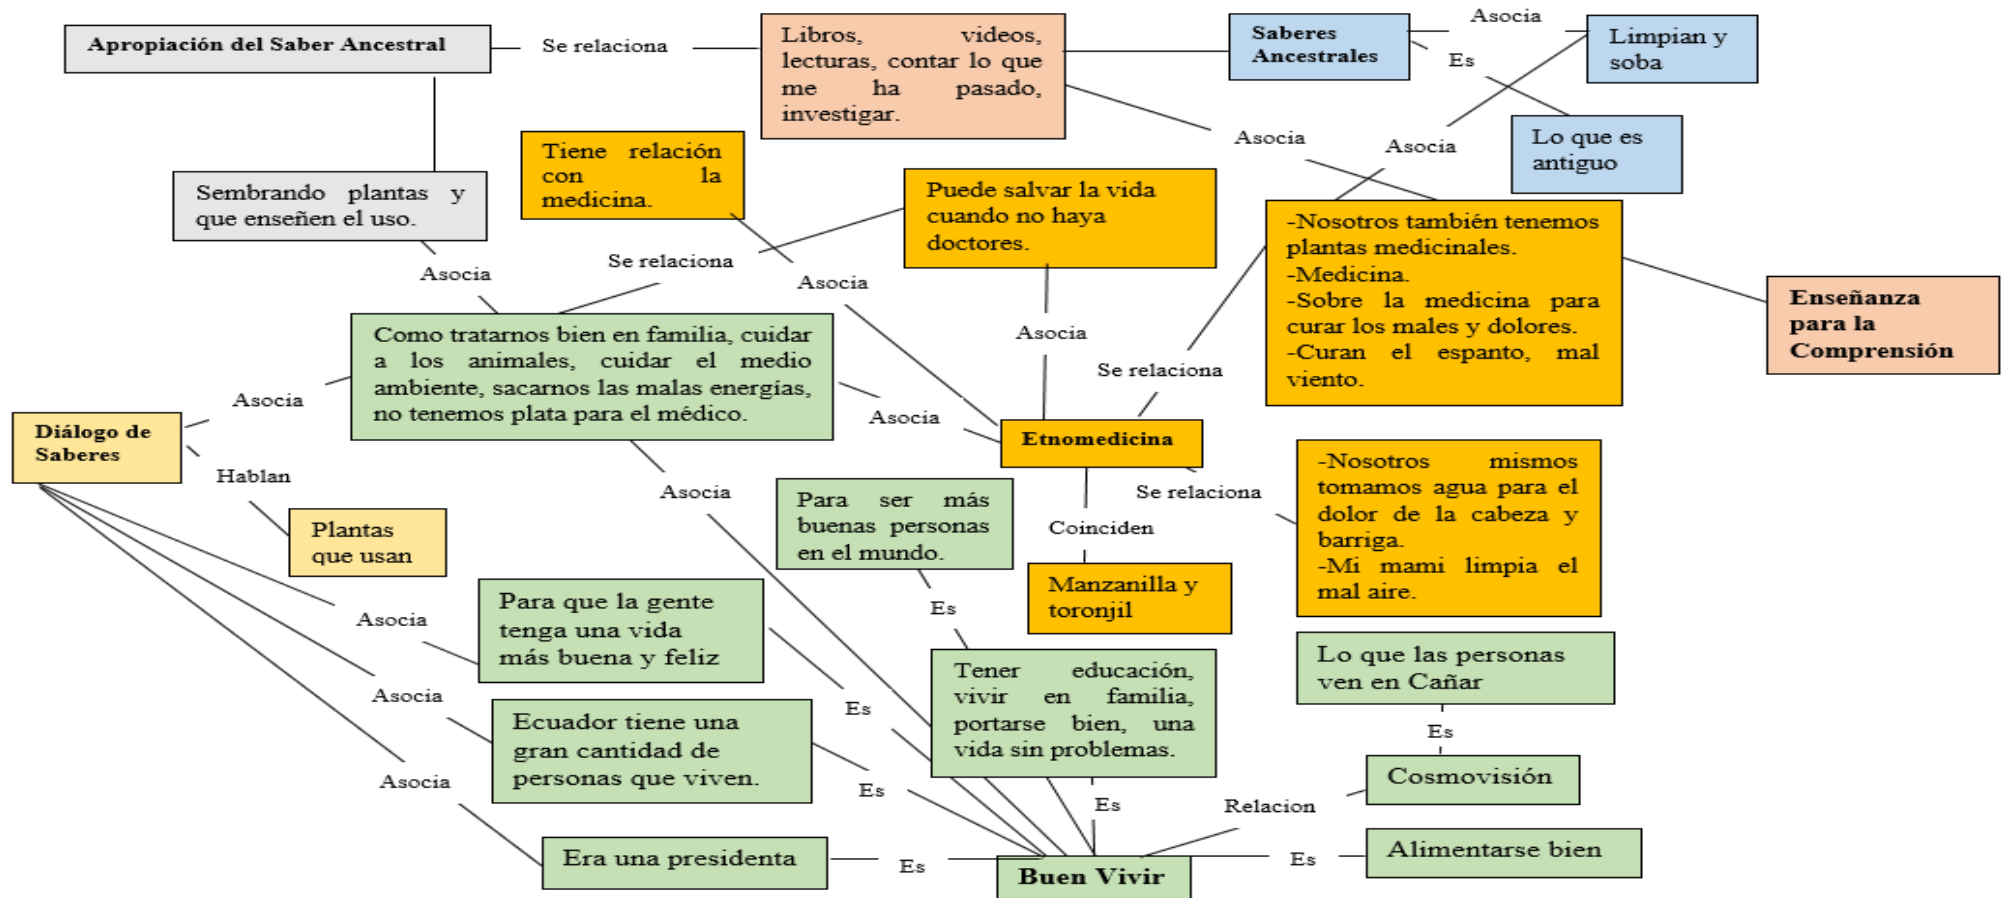 Apropiación del Saber Ancestral
Se relaciona
Libros, videos,
lecturas, contar lo que
me ha pasado,
investigar.
Saberes
Ancestrales
Asocia
Limpian y
soba
Es
Lo que es
antiguo
Asocia
Asocia
Tiene relación
con la
medicina.
Puede salvar la vida
cuando no haya
doctores.
Sembrando plantas y
que enseñen el uso.
-Nosotros también tenemos
plantas medicinales.
-Medicina.
-Sobre la medicina para
curar los males y dolores.
-Curan el espanto, mal
viento.
Asocia
Se relaciona
Asocia
Enseñanza
para la
Comprensión
Como tratarnos bien en familia, cuidar
a los animales, cuidar el medio
ambiente, sacarnos las malas energías,
no tenemos plata para el médico.
Asocia
Se relaciona
Asocia
Asocia
Diálogo de
Saberes
Etnomedicina
Hablan
Plantas
que usan
Asocia
Para ser más
buenas personas
en el mundo.
Se relaciona
-Nosotros mismos
tomamos agua para el
dolor de la cabeza y
barriga.
-Mi mami limpia el
mal aire.
Coinciden
Manzanilla y
toronjil
Asocia
Para que la gente
tenga una vida
más buena y feliz
Es
Lo que las personas
ven en Cañar
Tener educación,
vivir en familia,
portarse bien, una
vida sin problemas.
Asocia
Ecuador tiene una
gran cantidad de
personas que viven.
Es
Es
Cosmovisión
Asocia
Es
Es
Relacion
Era una presidenta
Es
Buen Vivir
Es
Alimentarse bien